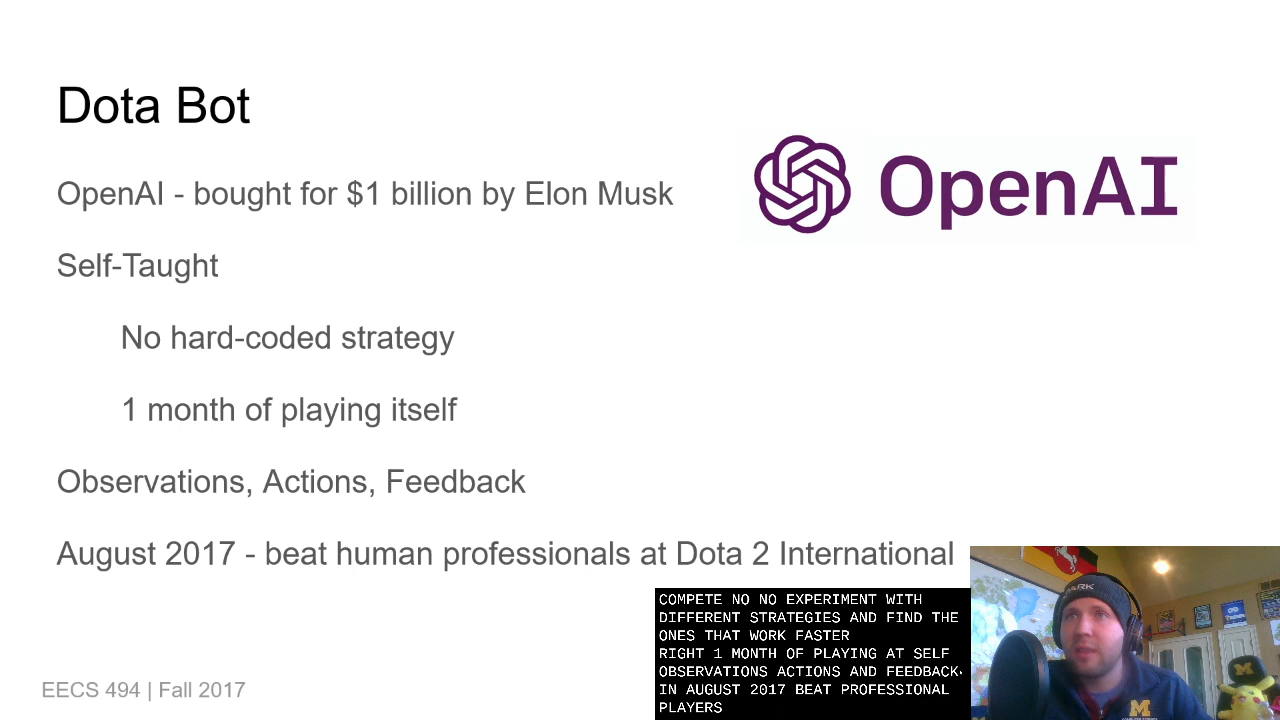 Dota Bot
OpenAI
OpenAI - bought for $1 billion by Elon Musk
Self-Taught
No hard-coded strategy
1 month of playing itself
Observations, Actions, Feedback
August 2017 - beat human professionals at Dota 2 International
COMPETE NO NO EXPERIMENT WITH
DIFFERENT STRATEGIES AND FIND THE
ONES THAT WORK FASTER
RIGHT 1 MONTH OF PLAYING AT SELF
OBSERVATIONS ACTIONS AND FEEDBACK.
IN AUGUST 2017 BEAT PROFESSIONAL
PLAYERS
ARK
M
M
EECS 494 | Fall 2017